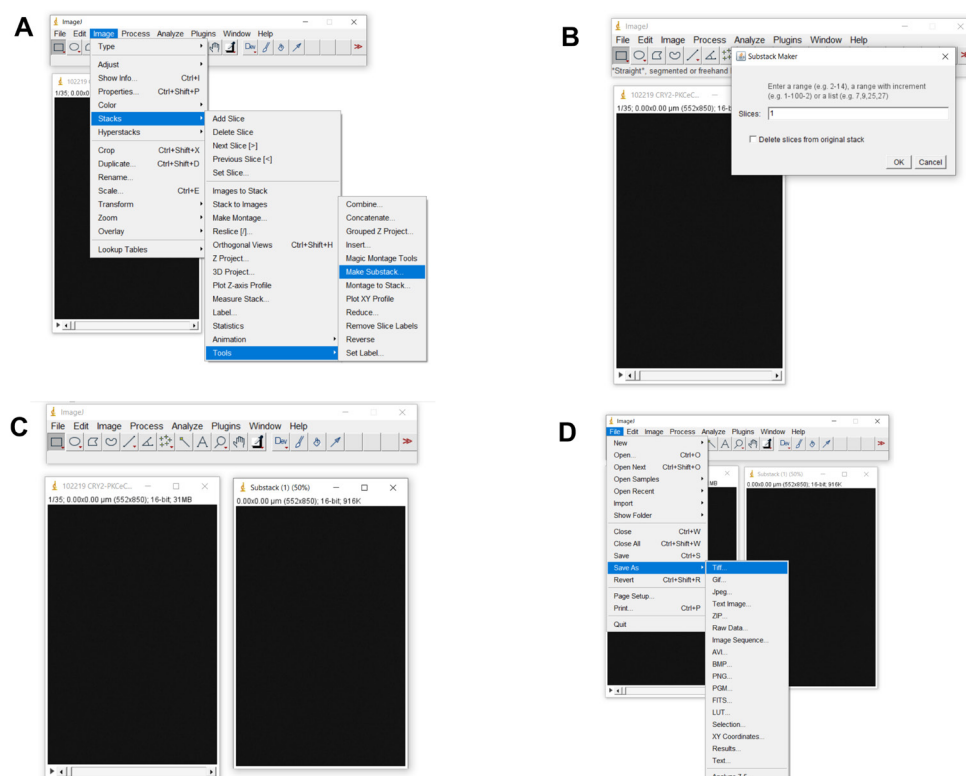 A
ImageJ
File Edit Image Process Analyze Plugins Window Help
Dev
Type
Adjust
Show Info... Ctrl+I
Properties... Ctrl+Shift+P
Color
Stacks
Hyperstacks
Crop Ctrl+Shift+X
Duplicate... Ctrl+Shift+D
Rename...
Scale... Ctrl+E
Transform
Zoom
Overlay
Lookup Tables
102219
1/35; 0.00x0.00
Add Slice
Delete Slice
Next Slice [>]
Previous Slice [<]
Set Slice...
Images to Stack
Stack to Images
Make Montage...
Reslice [/]...
Orthogonal Views Ctrl+Shift+H
Z Project...
3D Project...
Plot Z-axis Profile
Measure Stack...
Label...
Statistics
Animation
Tools
Combine...
Concatenate...
Grouped Z Project...
Insert...
Magic Montage Tools
Make Substack...
Montage to Stack...
Plot XY Profile
Reduce...
Remove Slice Labels
Reverse
Set Label...
B
ImageJ
File Edit Image Process Analyze Plugins Window Help
*Straight*, segmented or freehand
102219 CRY2-PKCeC...
1/35; 0.00x0.00 µm (552x850); 16-b
Substack Maker
Enter a range (e.g. 2-14), a range with increment
(e.g. 1-100-2) or a list (e.g. 7,9,25,27)
Slices: 1
Delete slices from original stack
OK Cancel
C
ImageJ
File Edit Image Process Analyze Plugins Window Help
A Dev
102219 CRY2-PKCeC...
1/35; 0.00x0.00 µm (552x850); 16-bit; 31MB
Substack (1) (50%)
0.00x0.00 µm (552x850); 16-bit; 916K
D
ImageJ
File Edit Image Process Analyze Plugins Window Help
A Dev
New
Open... Ctrl+O
Open Next Ctrl+Shift+O
Open Samples
Open Recent
Import
Show Folder
Close Ctrl+W
Close All Ctrl+Shift+W
Save Ctrl+S
Save As
Revert Ctrl+Shift+R
Page Setup...
Print... Ctrl+P
Quit
MB
Substack (1) (50%)
0.00x0.00 µm (552x850); 16-bit; 916K
Tiff...
Gif...
Jpeg...
Text Image...
ZIP...
Raw Data...
Image Sequence...
AVI...
BMP...
PNG...
PGM...
FITS...
LUT...
Selection...
XY Coordinates...
Results...
Text...